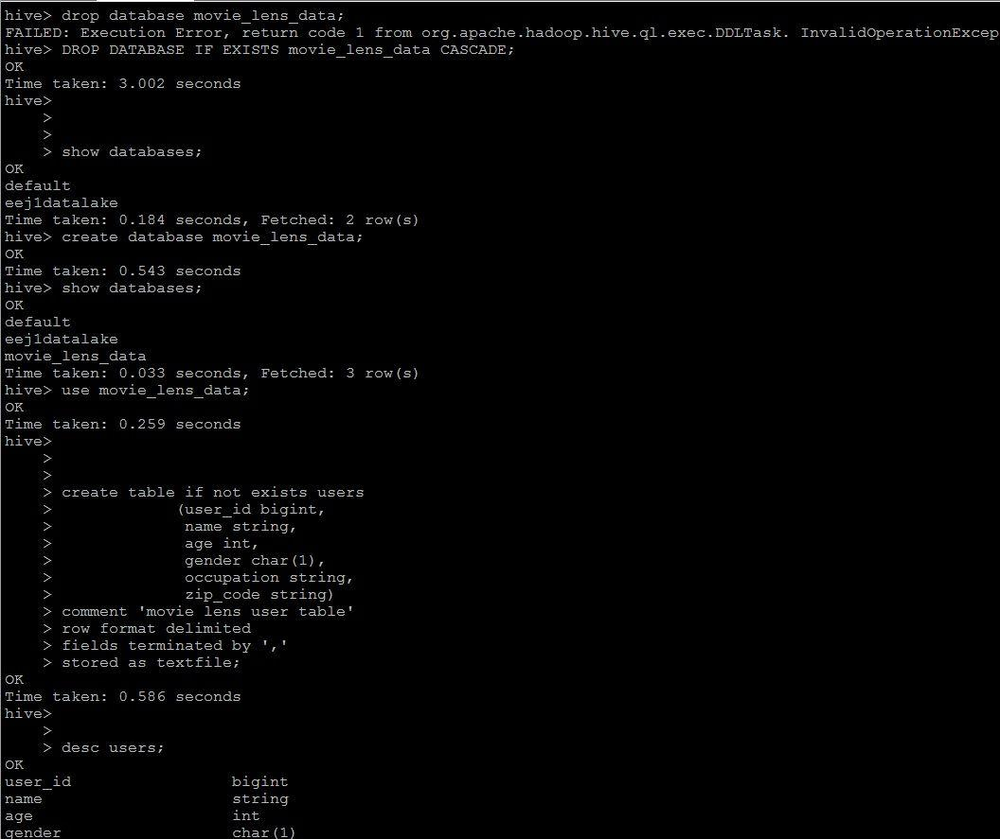 hive> drop database movie_lens_data;
FAILED: Execution Error, return code 1 from org.apache.hadoop.hive.ql.exec.DDLTask. InvalidOperationExcep
hive> DROP DATABASE IF EXISTS movie_lens_data CASCADE;
OK
Time taken: 3.002 seconds
hive>
    >
    >
    > show databases;
OK
default
eej1datalake
Time taken: 0.184 seconds, Fetched: 2 row(s)
hive> create database movie_lens_data;
OK
Time taken: 0.543 seconds
hive> show databases;
OK
default
eej1datalake
movie_lens_data
Time taken: 0.033 seconds, Fetched: 3 row(s)
hive> use movie_lens_data;
OK
Time taken: 0.259 seconds
hive>
    >
    >
    > create table if not exists users
    >             (user_id bigint,
    >              name string,
    >              age int,
    >              gender char(1),
    >              occupation string,
    >              zip_code string)
    > comment 'movie lens user table'
    > row format delimited
    > fields terminated by ','
    > stored as textfile;
OK
Time taken: 0.586 seconds
hive>
    >
    > desc users;
OK
user_id                 bigint
name                    string
age                     int
gender                  char(1)